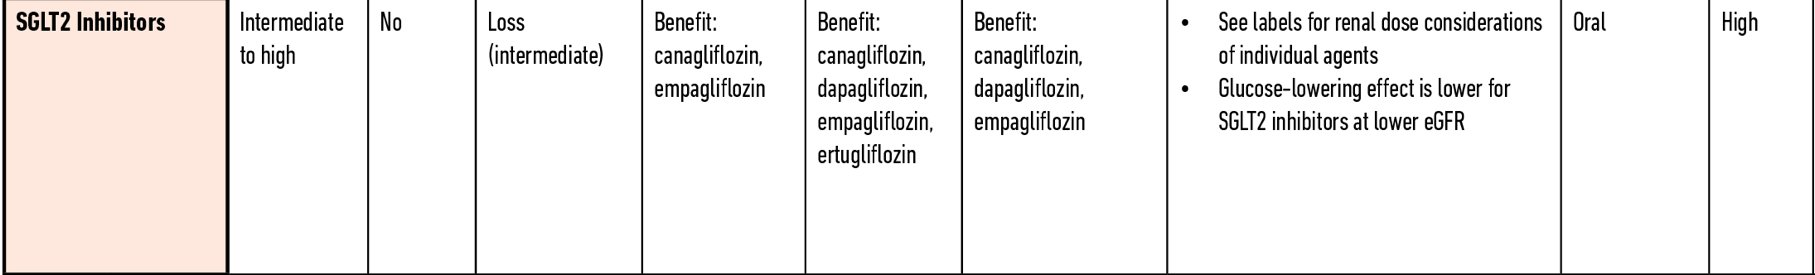 SGLT2 Inhibitors
Intermediate
to high
No
Loss
(intermediate)
Benefit:
canagliflozin,
empagliflozin
Benefit:
canagliflozin,
dapagliflozin,
empagliflozin,
ertugliflozin
Benefit:
canagliflozin,
dapagliflozin,
empagliflozin
• See labels for renal dose considerations
of individual agents
• Glucose-lowering effect is lower for
SGLT2 inhibitors at lower eGFR
Oral
High